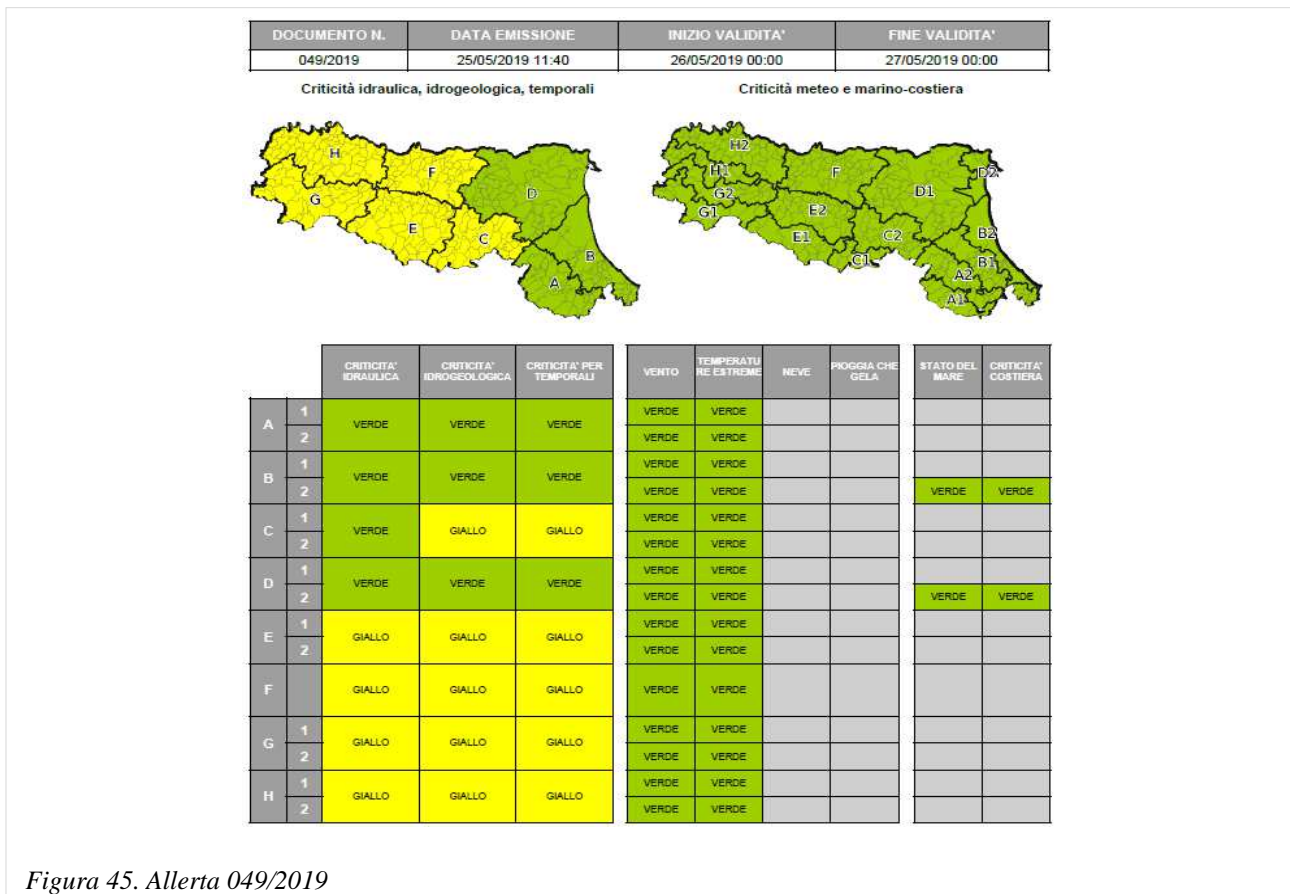 DOCUMENTO N. DATA EMISSIONE INIZIO VALIDITA' FINE VALIDITA'
049/2019 25/05/2019 11:40 26/05/2019 00:00 27/05/2019 00:00
Criticità idraulica, idrogeologica, temporali
H
F
G
D
E
C
B
A
Criticità meteo e marino-costiera
H2
H1
F
D2
G2
D1
G1
E2
E1
C2
B2
C1
B1
A2
A1
CRITICITA' IDRAULICA CRITICITA' IDROGEOLOGICA CRITICITA' PER TEMPORALI VENTO TEMPERATU RE ESTREME NEVE PIOGGIA CHE GELA STATO DEL MARE CRITICITA' COSTIERA
A VERDE VERDE VERDE
1 VERDE VERDE
2 VERDE VERDE
B VERDE VERDE VERDE
1 VERDE VERDE
2 VERDE VERDE VERDE VERDE
C VERDE GIALLO GIALLO
1 VERDE VERDE
2 VERDE VERDE
D VERDE VERDE VERDE
1 VERDE VERDE
2 VERDE VERDE VERDE VERDE
E GIALLO GIALLO GIALLO
1 VERDE VERDE
2 VERDE VERDE
F GIALLO GIALLO GIALLO VERDE VERDE
G GIALLO GIALLO GIALLO
1 VERDE VERDE
2 VERDE VERDE
H GIALLO GIALLO GIALLO
1 VERDE VERDE
2 VERDE VERDE
Figura 45. Allerta 049/2019